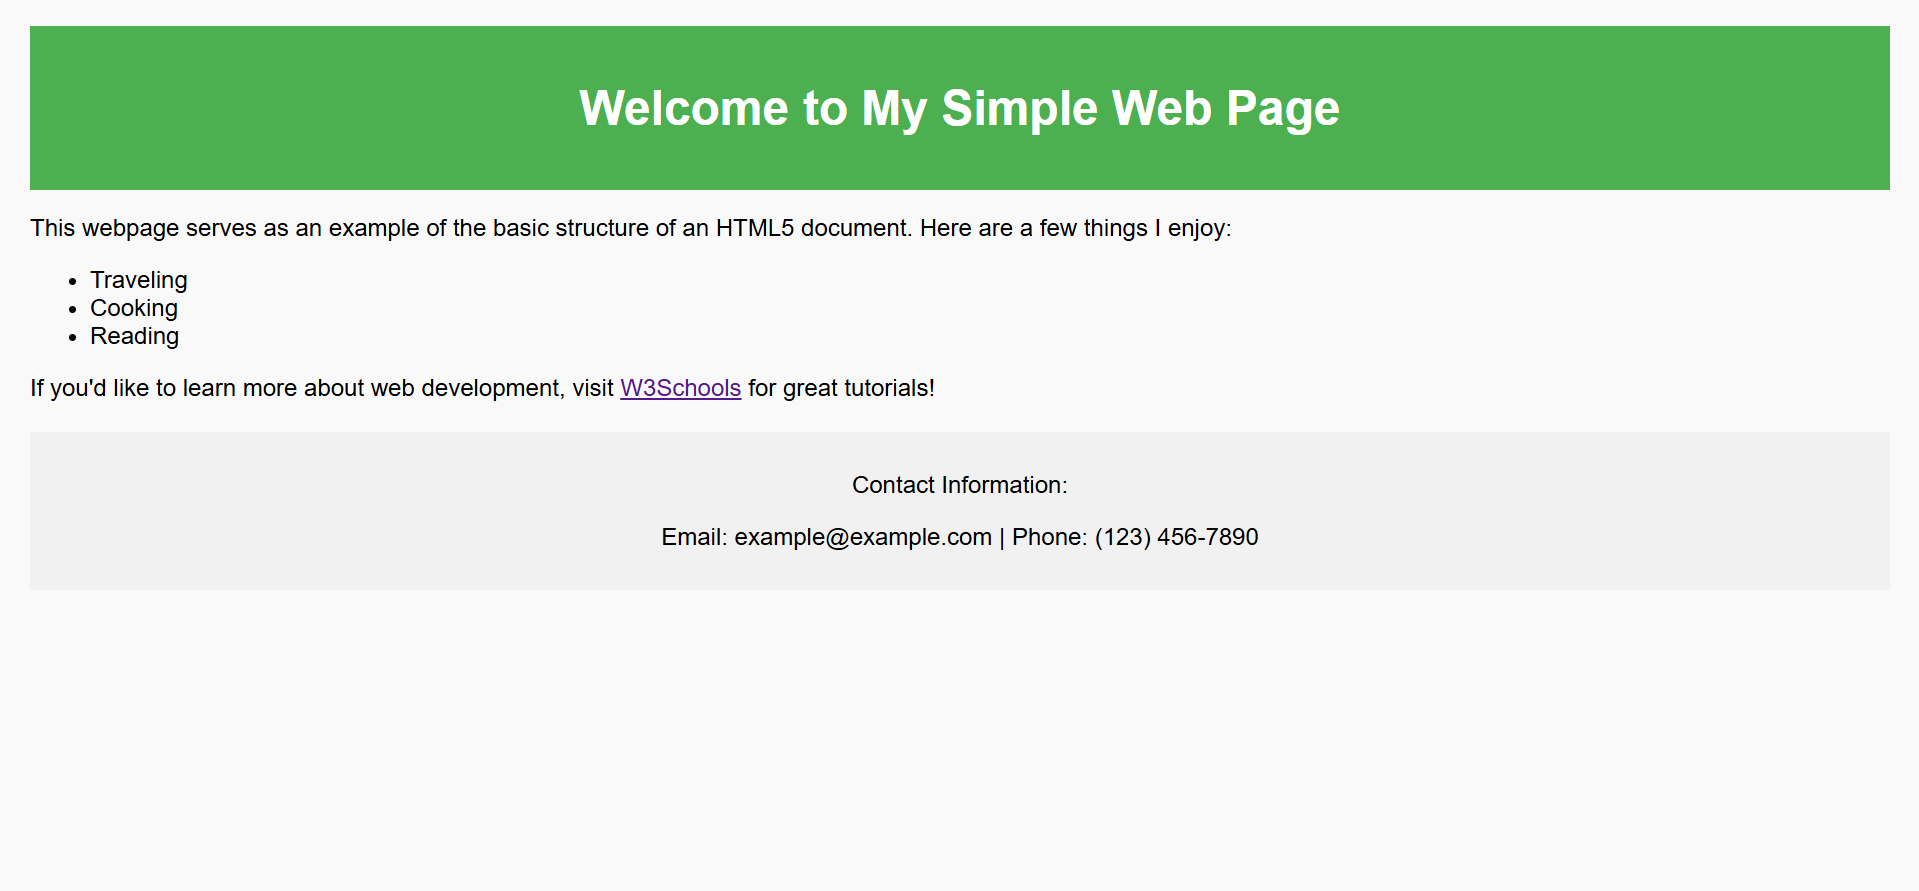 Welcome to My Simple Web Page
This webpage serves as an example of the basic structure of an HTML5 document. Here are a few things I enjoy:
• Traveling
• Cooking
• Reading
If you'd like to learn more about web development, visit W3Schools for great tutorials!
Contact Information:
Email: example@example.com | Phone: (123) 456-7890